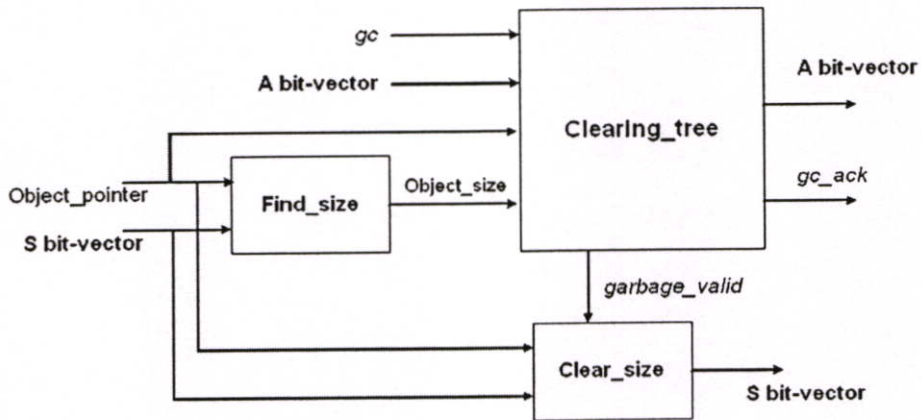 gc
A bit-vector
A bit-vector
Clearing_tree
Object_pointer
Find_size
Object_size
gc_ack
S bit-vector
garbage_valid
Clear_size
S bit-vector